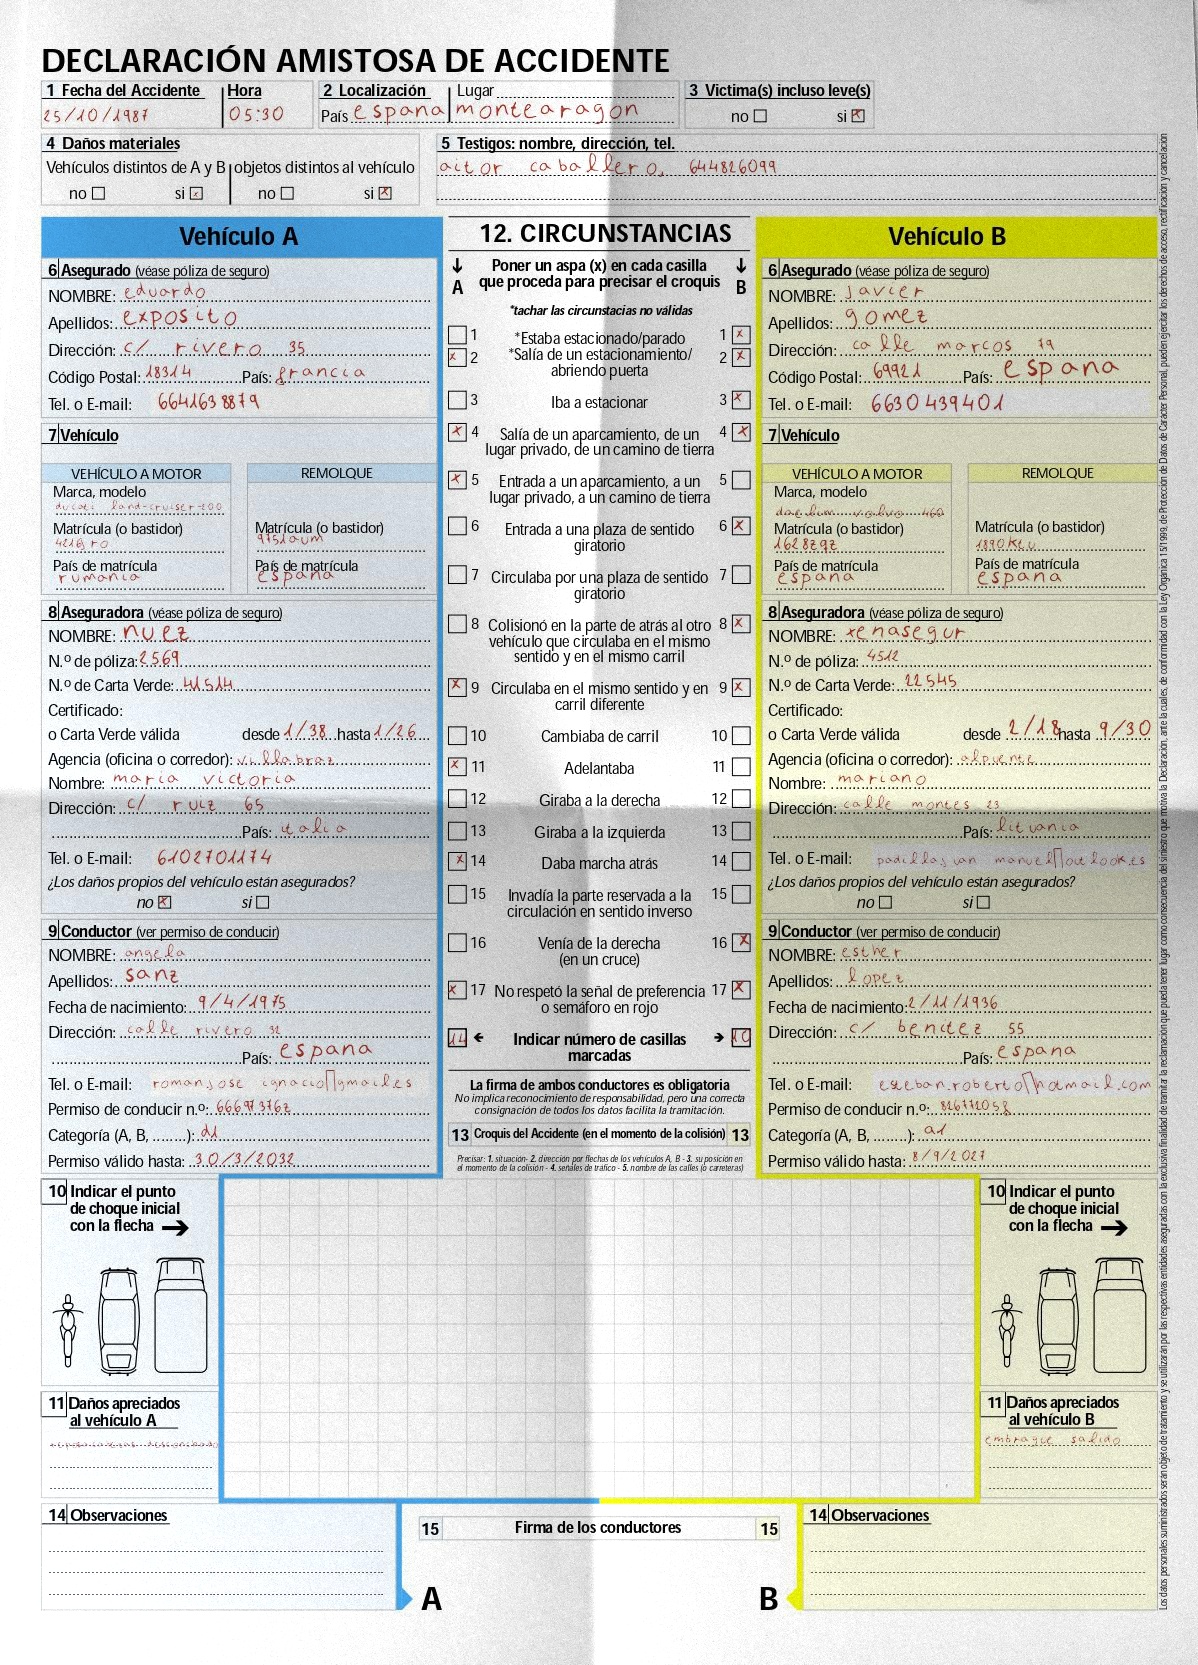 DECLARACIÓN AMISTOSA DE ACCIDENTE
1 Fecha del Accidente Hora 2 Localización Lugar 3 Victima(s) incluso leve(s)
25/10/1987 05:30 País espana montearagon no si x
4 Daños materiales
Vehículos distintos de A y B objetos distintos al vehículo
no si x no si x
5 Testigos: nombre, dirección, tel.
aitor caballero, 644826099
Vehículo A
6 Asegurado (véase póliza de seguro)
NOMBRE: eduardo
Apellidos: exposito
Dirección: c/ rivero 35
Código Postal: 18314 País: francia
Tel. o E-mail: 6641638879
7 Vehículo
VEHÍCULO A MOTOR REMOLQUE
Marca, modelo
ducati land-cruiser-200
Matrícula (o bastidor) Matrícula (o bastidor)
9751aum
País de matrícula País de matrícula
rumania espana
8 Aseguradora (véase póliza de seguro)
NOMBRE: nuez
N.º de póliza: 2569
N.º de Carta Verde: 41514
Certificado:
o Carta Verde válida desde 1/38 hasta 1/26
Agencia (oficina o corredor): villabraz
Nombre: maria victoria
Dirección: c/ ruiz 65
País: italia
Tel. o E-mail: 6102701174
¿Los daños propios del vehículo están asegurados?
no x si
9 Conductor (ver permiso de conducir)
NOMBRE: angela
Apellidos: sanz
Fecha de nacimiento: 9/4/1975
Dirección: calle rivero 32
País: espana
Tel. o E-mail: romanjose ignacio gmail.es
Permiso de conducir n.º: 666973762
Categoría (A, B, ........): d1
Permiso válido hasta: 30/3/2032
12. CIRCUNSTANCIAS
A Poner un aspa (x) en cada casilla que proceda para precisar el croquis B
*tachar las circunstacias no válidas
1 *Estaba estacionado/parado 1 x
x 2 *Salía de un estacionamiento/ 2 x
abriendo puerta
3 Iba a estacionar 3 x
x 4 Salía de un aparcamiento, de un 4 x
lugar privado, de un camino de tierra
x 5 Entrada a un aparcamiento, a un 5
lugar privado, a un camino de tierra
6 Entrada a una plaza de sentido 6 x
giratorio
7 Circulaba por una plaza de sentido 7
giratorio
8 Colisionó en la parte de atrás al otro 8 x
vehículo que circulaba en el mismo
sentido y en el mismo carril
x 9 Circulaba en el mismo sentido y en 9 x
carril diferente
10 Cambiaba de carril 10
x 11 Adelantaba 11
12 Giraba a la derecha 12
13 Giraba a la izquierda 13
x 14 Daba marcha atrás 14
15 Invadía la parte reservada a la 15
circulación en sentido inverso
16 Venía de la derecha 16 x
(en un cruce)
x 17 No respetó la señal de preferencia 17 x
o semáforo en rojo
14 Indicar número de casillas 10
marcadas
La firma de ambos conductores es obligatoria
No implica reconocimiento de responsabilidad, pero una correcta
consignación de todos los datos facilita la tramitación.
13 Croquis del Accidente (en el momento de la colisión) 13
Precisar: 1. situación- 2. dirección por flechas de los vehículos A, B - 3. su posición en
el momento de la colisión - 4. señales de tráfico - 5. nombre de las calles (o carreteras)
Vehículo B
6 Asegurado (véase póliza de seguro)
NOMBRE: javier
Apellidos: gomez
Dirección: calle marcos 79
Código Postal: 69921 País: espana
Tel. o E-mail: 6630439401
7 Vehículo
VEHÍCULO A MOTOR REMOLQUE
Marca, modelo
daelim volvo 460
Matrícula (o bastidor) Matrícula (o bastidor)
1628zqz 1890klu
País de matrícula País de matrícula
espana espana
8 Aseguradora (véase póliza de seguro)
NOMBRE: xenasegur
N.º de póliza: 4512
N.º de Carta Verde: 22545
Certificado:
o Carta Verde válida desde 2/18 hasta 9/30
Agencia (oficina o corredor): alpuente
Nombre: mariano
Dirección: calle montes 23
País: lituania
Tel. o E-mail: padillajuan manuel outlook.es
¿Los daños propios del vehículo están asegurados?
no si
9 Conductor (ver permiso de conducir)
NOMBRE: esther
Apellidos: lopez
Fecha de nacimiento: 2/11/1936
Dirección: c/ benitez 55
País: espana
Tel. o E-mail: esteban.roberto hotmail.com
Permiso de conducir n.º: 826772058
Categoría (A, B, ........): a1
Permiso válido hasta: 8/9/2027
10 Indicar el punto
de choque inicial
con la flecha
11 Daños apreciados
al vehículo A
14 Observaciones
15 Firma de los conductores 15
A B
10 Indicar el punto
de choque inicial
con la flecha
11 Daños apreciados
al vehículo B
embrague salido
14 Observaciones
Los datos personales suministrados serán objeto de tratamiento y se utilizarán por las respectivas entidades aseguradas con la exclusiva finalidad de tramitar la reclamación que pueda tener lugar como consecuencia del siniestro que motiva la Declaración, ante la cuales, de conformidad con la Ley Orgánica 15/1999, de Protección de Datos de Carácter Personal, pueden ejercitar los derechos de acceso, rectificación y cancelación